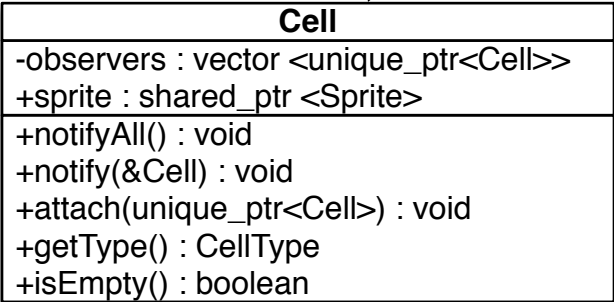 Cell
-observers : vector <unique_ptr<Cell>>
+sprite : shared_ptr <Sprite>
+notifyAll() : void
+notify(&Cell) : void
+attach(unique_ptr<Cell>) : void
+getType() : CellType
+isEmpty() : boolean